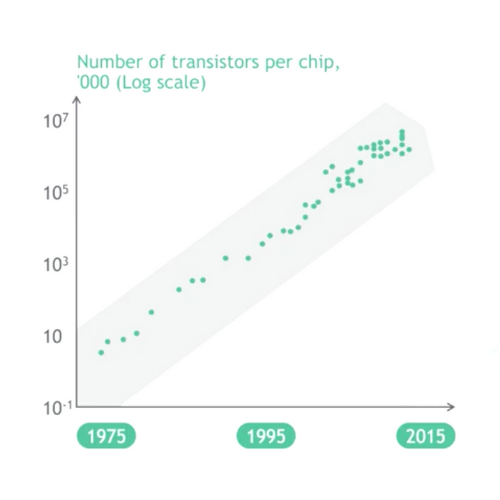 Number of transistors per chip,
'000 (Log scale)
10⁷
10⁵
10³
10
10⁻¹
1975 1995 2015